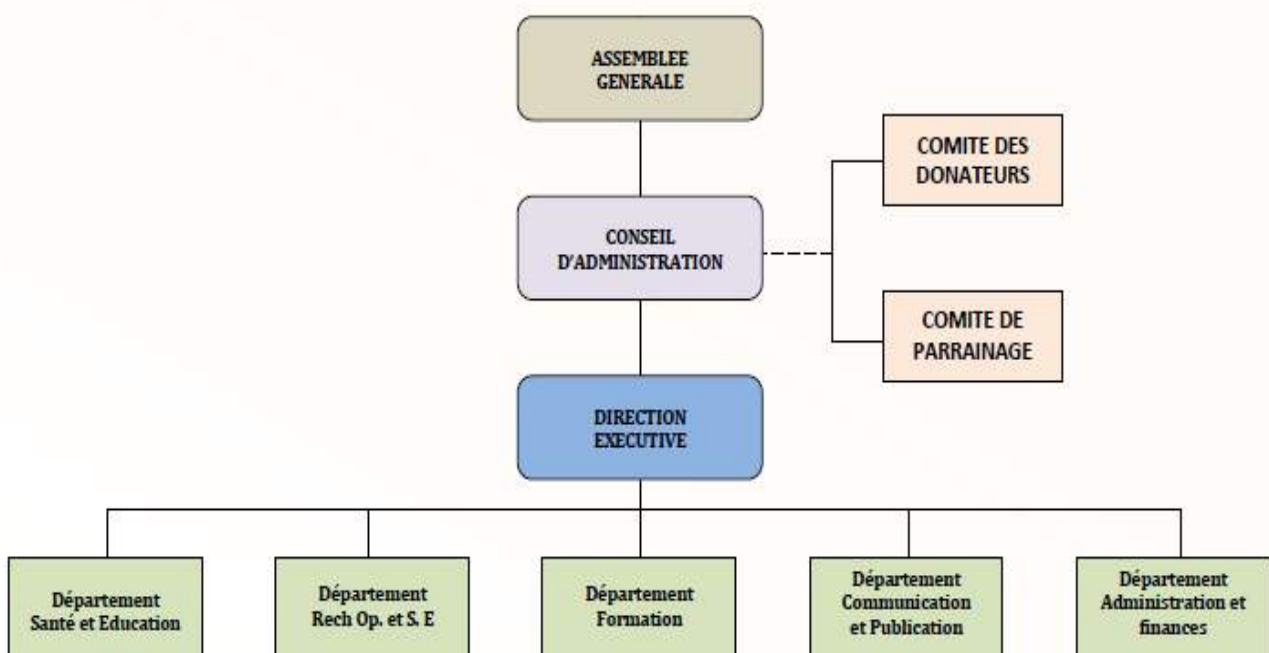 ASSEMBLEE
GENERALE
COMITE DES
DONATEURS
CONSEIL
D'ADMINISTRATION
COMITE DE
PARRAINAGE
DIRECTION
EXECUTIVE
Département
Santé et Education
Département
Rech Op. et S. E
Département
Formation
Département
Communication
et Publication
Département
Administration et
finances